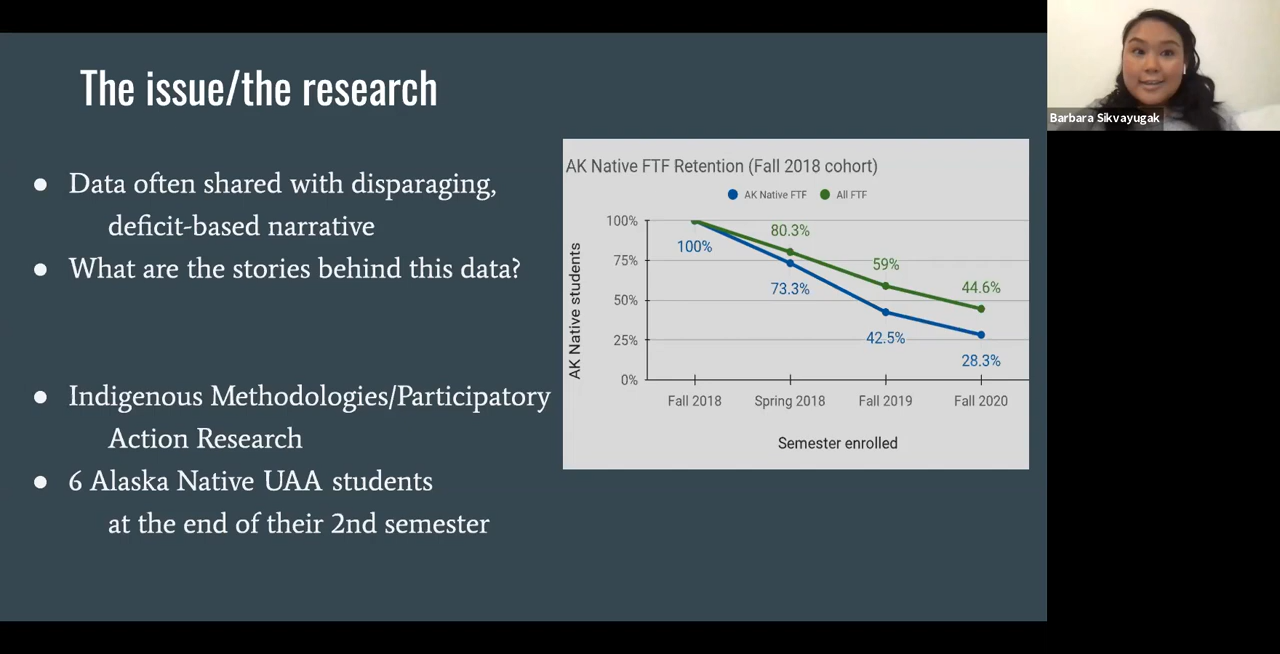 The issue/the research
● Data often shared with disparaging,
deficit-based narrative
● What are the stories behind this data?
● Indigenous Methodologies/Participatory
Action Research
● 6 Alaska Native UAA students
at the end of their 2nd semester
AK Native FTF Retention (Fall 2018 cohort)
AK Native FTF All FTF
AK Native students
100%
75%
50%
25%
0%
100%
80.3%
73.3%
59%
42.5%
44.6%
28.3%
Fall 2018 Spring 2018 Fall 2019 Fall 2020
Semester enrolled
Barbara Sikvayugak